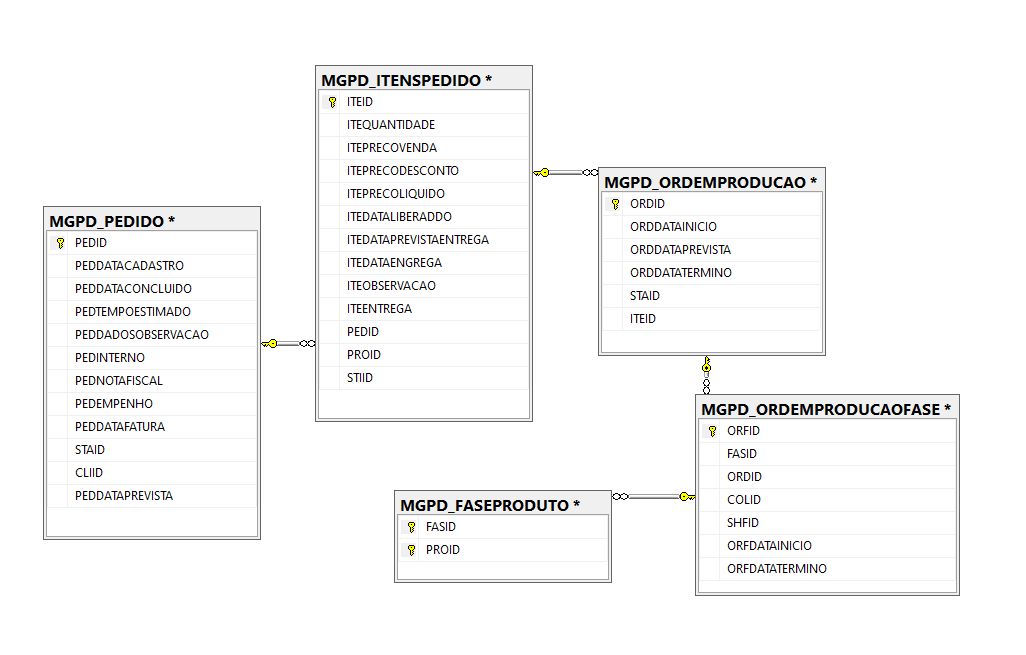 MGPD_ITENSPEDIDO *
ITEID
ITEQUANTIDADE
ITEPRECOVENDA
ITEPRECODESCONTO
ITEPRECOLIQUIDO
ITEDATALIBERADDO
ITEDATAPREVISTAENTREGA
ITEDATAENGREGA
ITEOBSERVACAO
ITEENTREGA
PEDID
PROID
STIID
MGPD_ORDEMPRODUCAO *
ORDID
ORDDATAINICIO
ORDDATAPREVISTA
ORDDATATERMINO
STAID
ITEID
MGPD_PEDIDO *
PEDID
PEDDATACADASTRO
PEDDATACONCLUIDO
PEDTEMPOESTIMADO
PEDDADOSOBSERVACAO
PEDINTERNO
PEDNOTAFISCAL
PEDEMPENHO
PEDDATAFATURA
STAID
CLIID
PEDDATAPREVISTA
MGPD_ORDEMPRODUCAOFASE *
ORFID
FASID
ORDID
COLID
SHFID
ORFDATAINICIO
ORFDATATERMINO
MGPD_FASEPRODUTO *
FASID
PROID